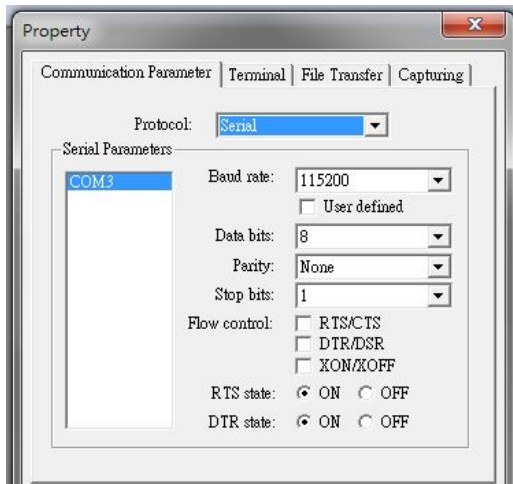 Property
Communication Parameter Terminal File Transfer Capturing
Protocol: Serial
Serial Parameters
COM3
Baud rate: 115200
User defined
Data bits: 8
Parity: None
Stop bits: 1
Flow control: RTS/CTS
DTR/DSR
XON/XOFF
RTS state: ON OFF
DTR state: ON OFF